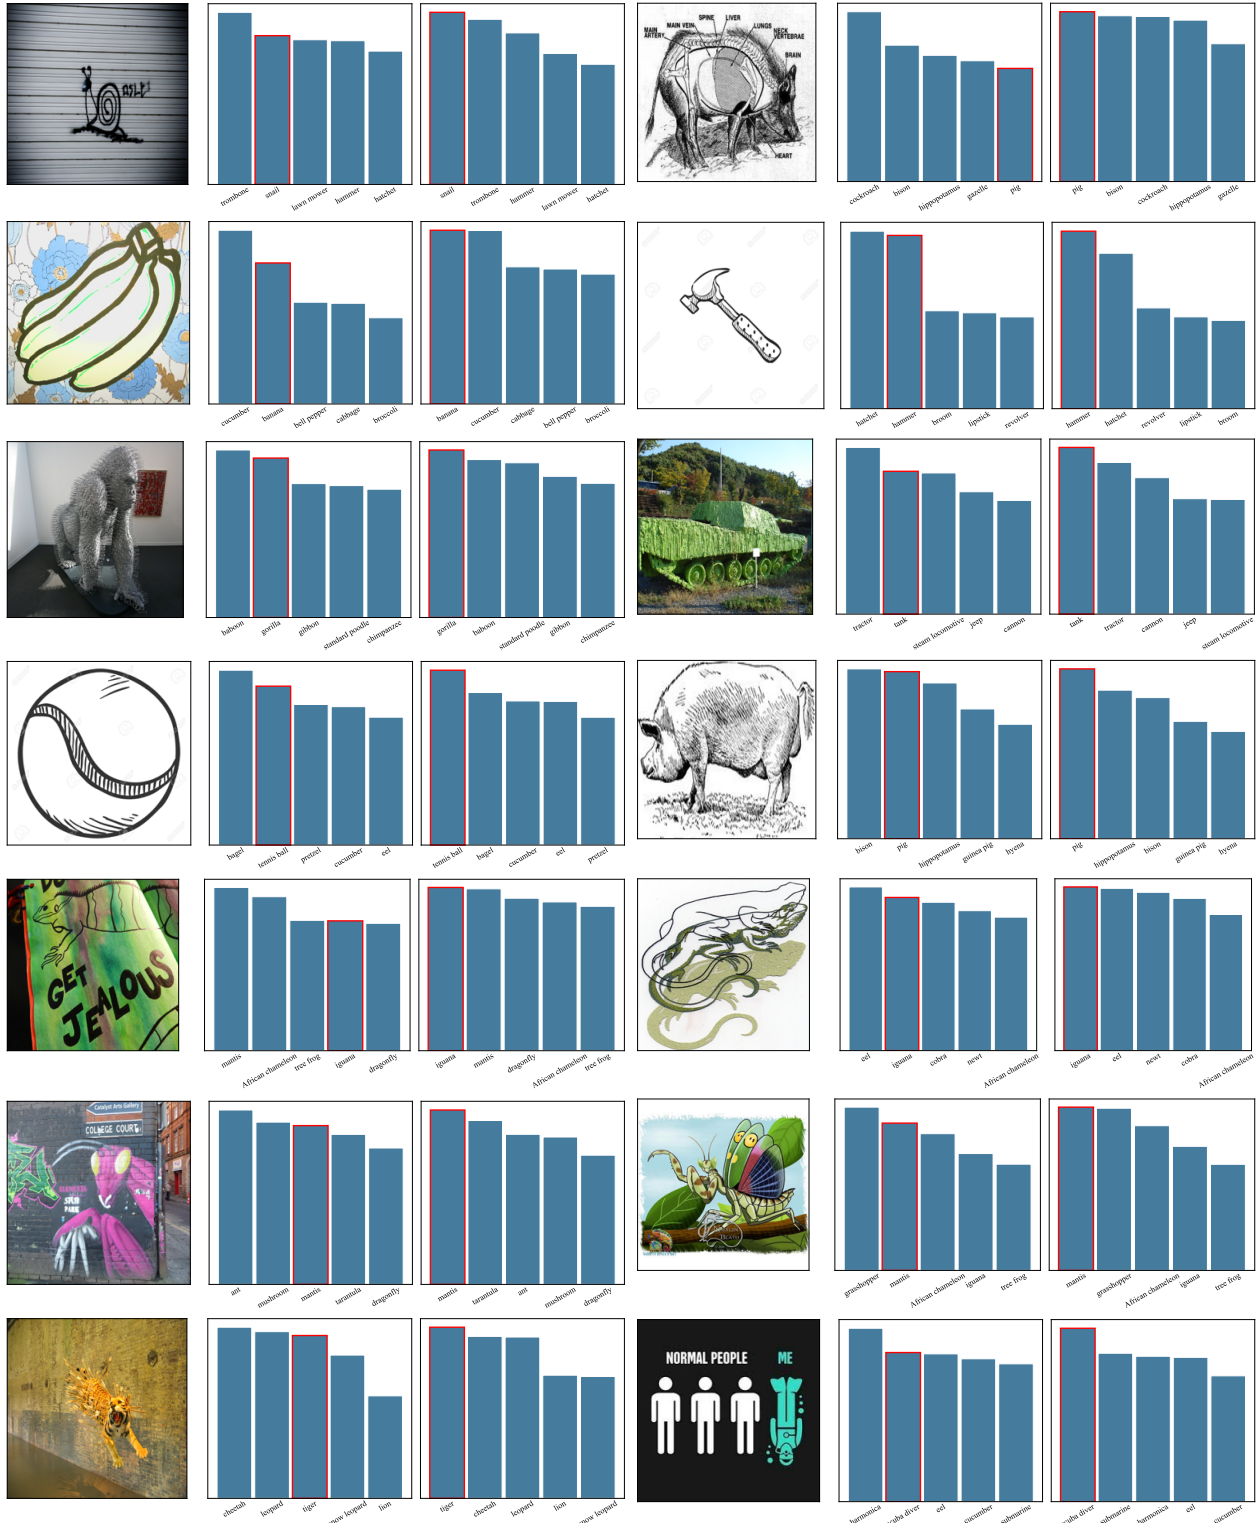 trombone snail lawn mower hammer hatchet
snail trombone hammer lawn mower hatchet
SPINE LIVER
MAIN VEIN LUNGS
MAIN ARTERY NECK VERTEBRAE
BRAIN
HEART
cockroach bison hippopotamus gazelle pig
pig bison cockroach hippopotamus gazelle
cucumber banana bell pepper cabbage broccoli
banana cucumber cabbage bell pepper broccoli
hatchet hammer broom lipstick revolver
hammer hatchet revolver lipstick broom
baboon gorilla gibbon standard poodle chimpanzee
gorilla baboon standard poodle gibbon chimpanzee
tractor tank steam locomotive jeep cannon
tank tractor cannon jeep steam locomotive
bagel tennis ball pretzel cucumber eel
tennis ball bagel cucumber eel pretzel
bison pig hippopotamus guinea pig hyena
pig hippopotamus bison guinea pig hyena
GET
JEALOUS
mantis African chameleon tree frog iguana dragonfly
iguana mantis dragonfly African chameleon tree frog
eel iguana cobra newt African chameleon
iguana eel newt cobra African chameleon
Catalyst Arts Gallery
COLLEGE COURT
PARK
ant mushroom mantis tarantula dragonfly
mantis tarantula ant mushroom dragonfly
grasshopper mantis African chameleon iguana tree frog
mantis grasshopper African chameleon iguana tree frog
cheetah leopard tiger now leopard lion
tiger cheetah leopard lion now leopard
NORMAL PEOPLE ME
harmonica cuba diver eel cucumber submarine
cuba diver submarine harmonica eel cucumber